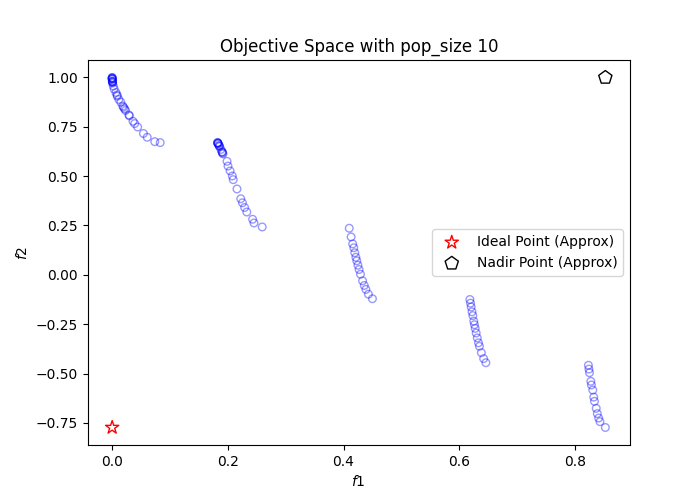 Objective Space with pop_size 10
f2
1.00
0.75
0.50
0.25
0.00
−0.25
−0.50
−0.75
Ideal Point (Approx)
Nadir Point (Approx)
0.0 0.2 0.4 0.6 0.8
f1